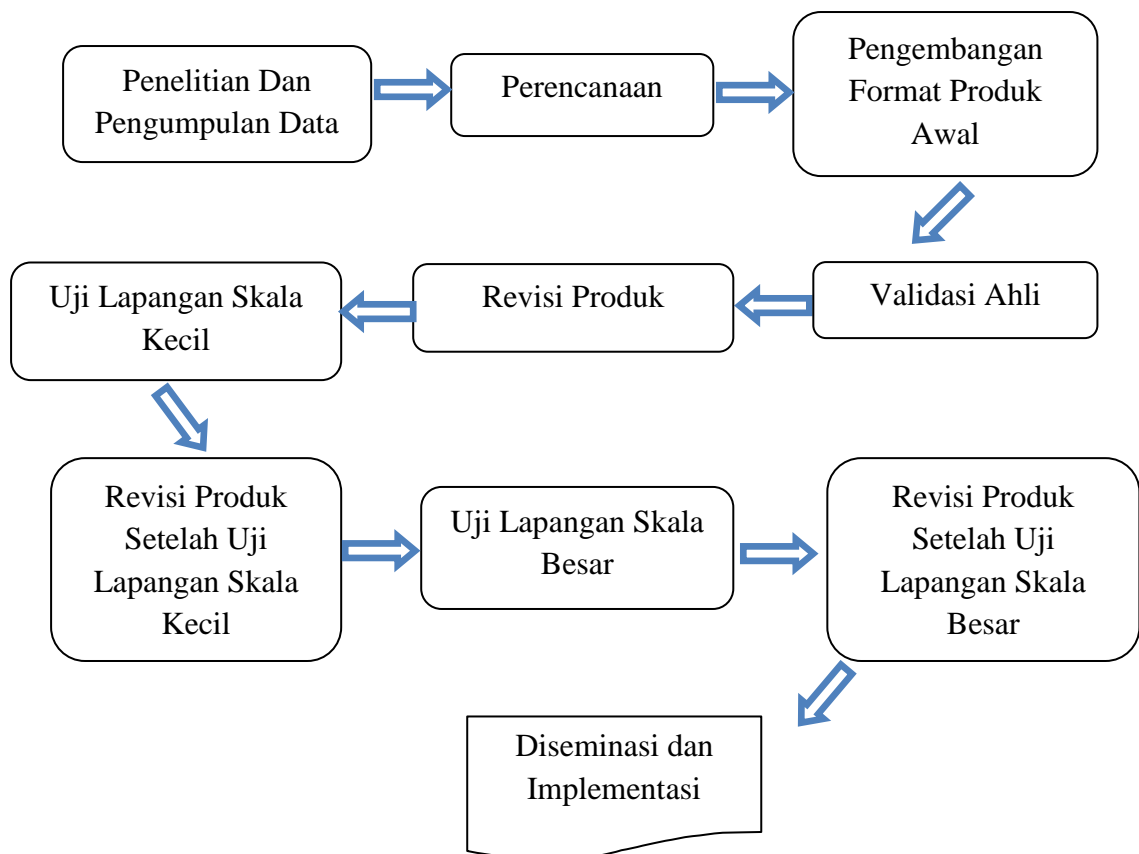 Penelitian Dan
Pengumpulan Data
Perencanaan
Pengembangan
Format Produk
Awal
Validasi Ahli
Revisi Produk
Uji Lapangan Skala
Kecil
Revisi Produk
Setelah Uji
Lapangan Skala
Kecil
Uji Lapangan Skala
Besar
Revisi Produk
Setelah Uji
Lapangan Skala
Besar
Diseminasi dan
Implementasi